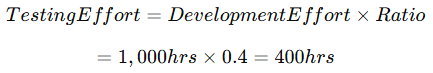 TestingEffort = DevelopmentEffort × Ratio
= 1,000hrs × 0.4 = 400hrs